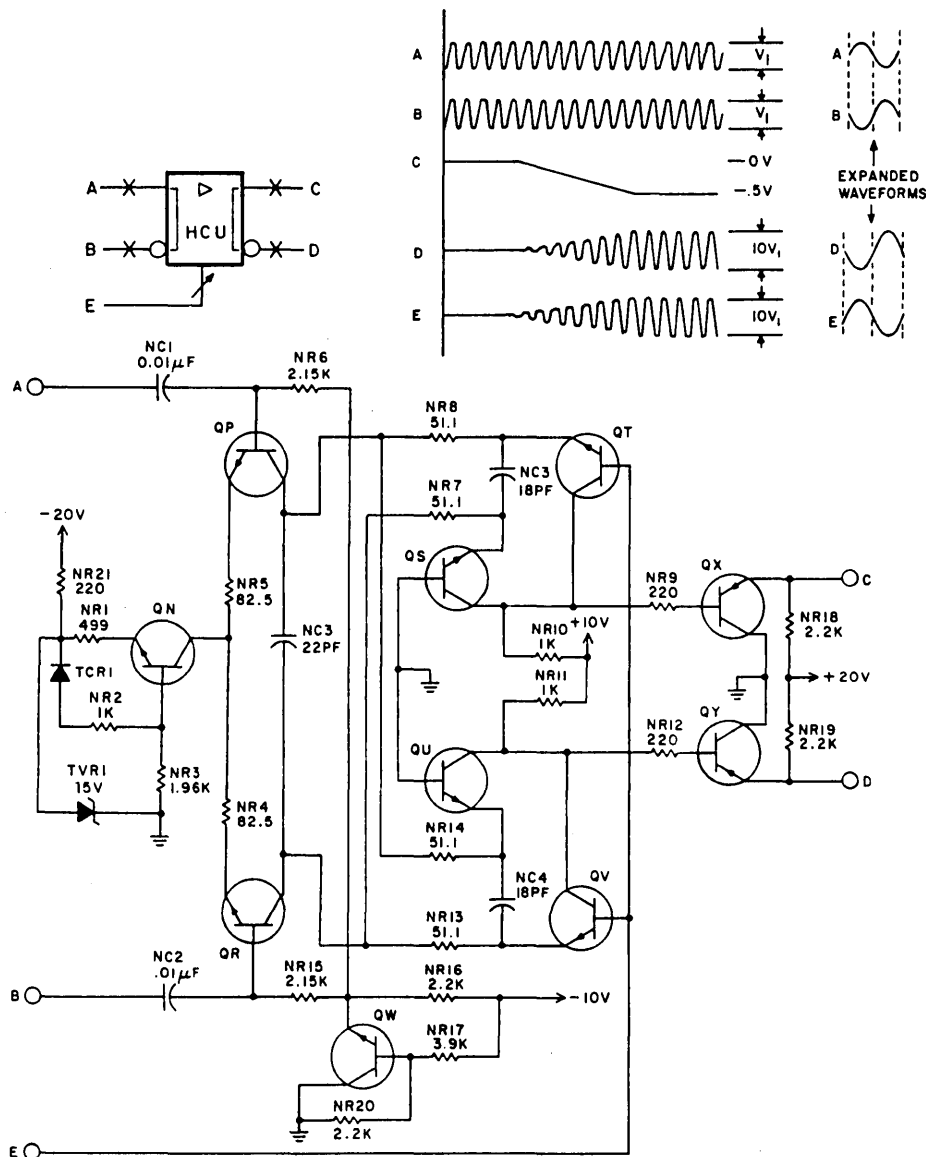 A
V1
A
B
V1
B
C
-0V
-.5V
EXPANDED
WAVEFORMS
D
10V1
D
E
10V1
E
A
C
HCU
B
D
E
NC1
0.01µF
NR6
2.15K
A
QP
NR8
51.1
QT
NC3
18PF
NR7
51.1
-20V
NR21
220
NR1
499
QN
NR5
82.5
QS
NR9
220
QX
C
NR18
2.2K
+10V
NR10
1K
NC3
22PF
TCR1
NR2
1K
NR11
1K
+20V
NR12
220
QY
NR19
2.2K
TVR1
15V
NR3
1.96K
QU
D
NR4
82.5
NR14
51.1
NC4
18PF
QV
NR13
51.1
QR
NC2
.01µF
NR15
2.15K
NR16
2.2K
B
-10V
QW
NR17
3.9K
NR20
2.2K
E